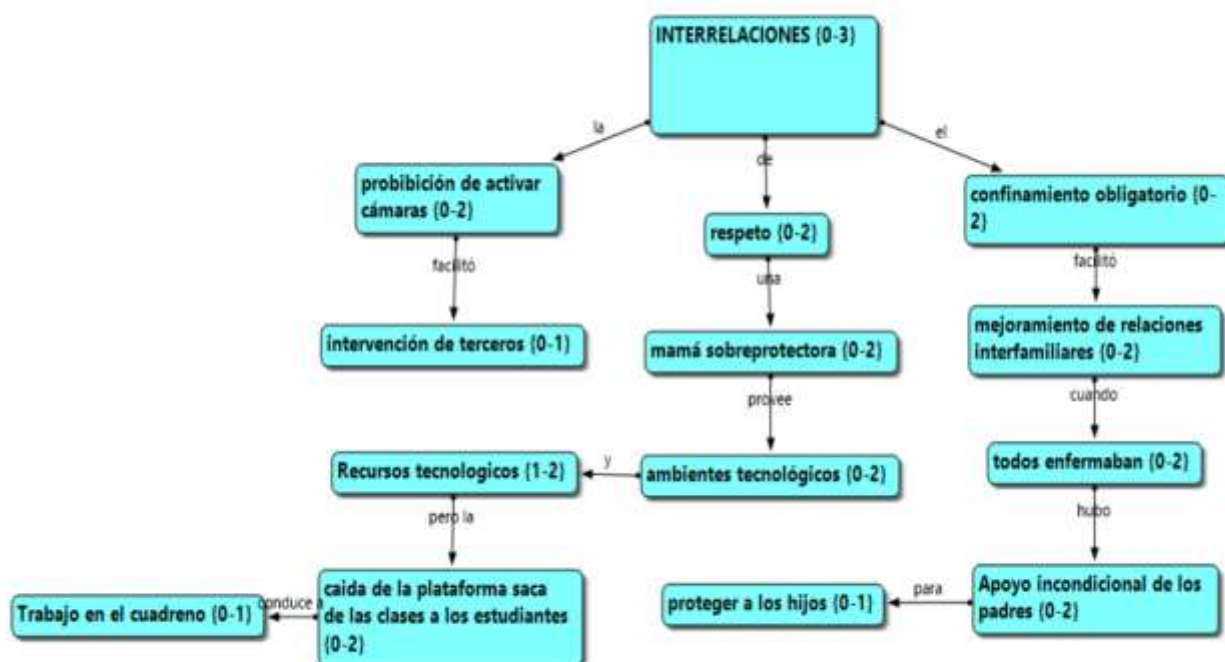 INTERRELACIONES {0-3}
la
de
el
probibición de activar
cámaras {0-2}
respeto {0-2}
confinamiento obligatorio {0-
2}
facilitó
una
facilitó
intervención de terceros {0-1}
mamá sobreprotectora {0-2}
mejoramiento de relaciones
interfamiliares {0-2}
provee
cuando
Recursos tecnologicos {1-2}
y
ambientes tecnológicos {0-2}
todos enfermaban {0-2}
pero la
hubo
Trabajo en el cuadreno {0-1}
conduce a
caida de la plataforma saca
de las clases a los estudiantes
{0-2}
proteger a los hijos {0-1}
para
Apoyo incondicional de los
padres {0-2}